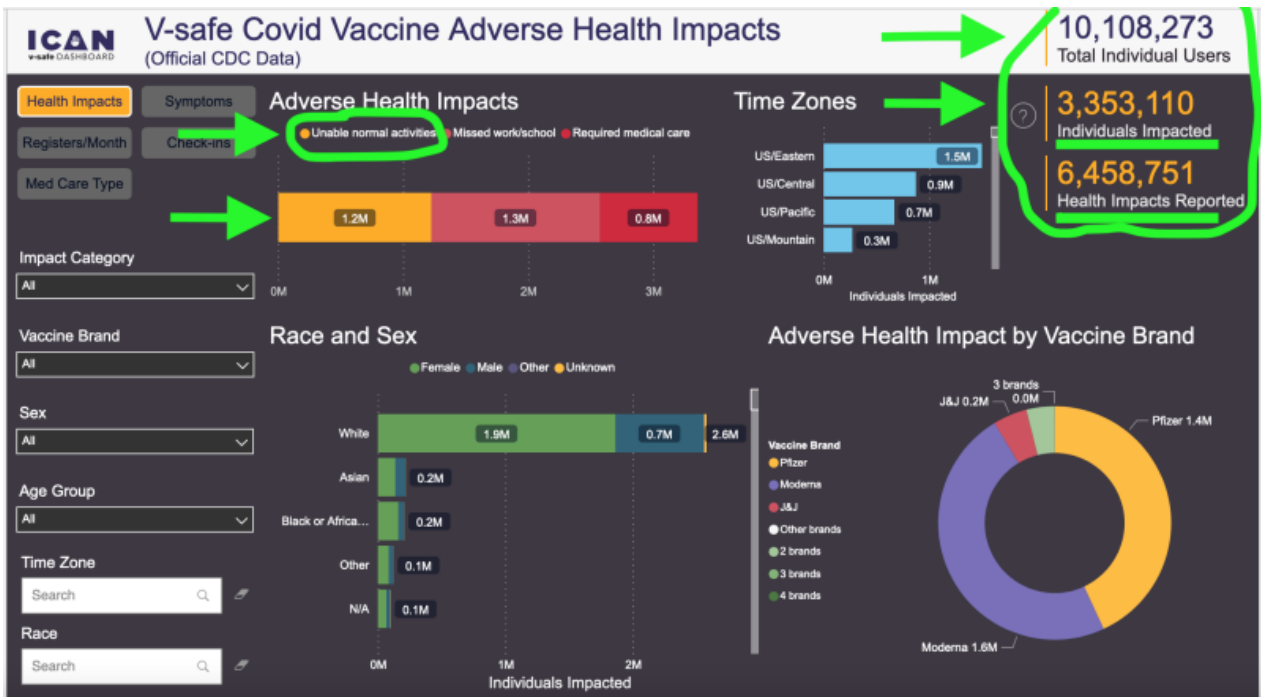 ICAN
v-safe DASHBOARD
V-safe Covid Vaccine Adverse Health Impacts
(Official CDC Data)
10,108,273
Total Individual Users
3,353,110
Individuals Impacted
6,458,751
Health Impacts Reported
?
Health Impacts
Symptoms
Registers/Month
Check-ins
Med Care Type
Impact Category
All
Vaccine Brand
All
Sex
All
Age Group
All
Time Zone
Search
Race
Search
Adverse Health Impacts
Unable normal activities Missed work/school Required medical care
1.2M 1.3M 0.8M
0M 1M 2M 3M
Time Zones
US/Eastern 1.5M
US/Central 0.9M
US/Pacific 0.7M
US/Mountain 0.3M
0M 1M
Individuals Impacted
Race and Sex
Female Male Other Unknown
White 1.9M 0.7M 2.6M
Asian 0.2M
Black or Africa... 0.2M
Other 0.1M
N/A 0.1M
0M 1M 2M
Individuals Impacted
Adverse Health Impact by Vaccine Brand
Vaccine Brand
Pfizer
Moderna
J&J
Other brands
2 brands
3 brands
4 brands
3 brands
0.0M
J&J 0.2M
Pfizer 1.4M
Moderna 1.6M